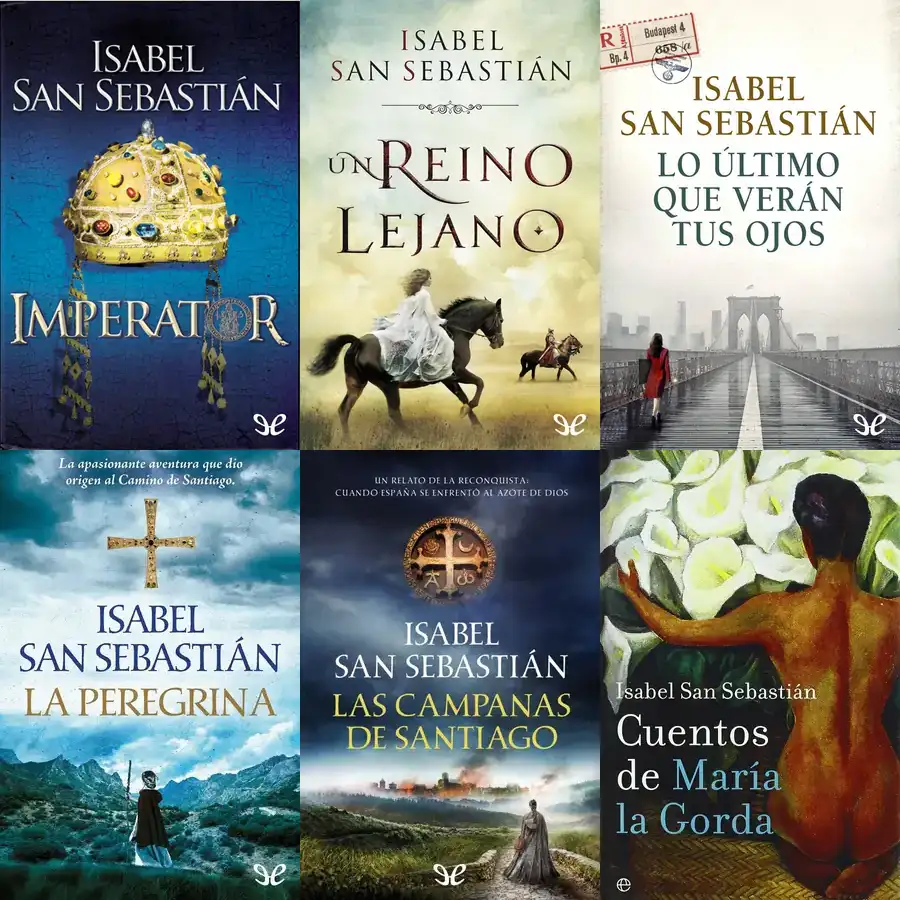 ISABEL
SAN SEBASTIÁN
IMPERATOR
ISABEL
SAN SEBASTIÁN
UN REINO
LEJANO
R
Budapest 4
Bp. 4
658
ISABEL
SAN SEBASTIÁN
LO ÚLTIMO
QUE VERÁN
TUS OJOS
La apasionante aventura que dio
origen al Camino de Santiago.
ISABEL
SAN SEBASTIÁN
LA PEREGRINA
UN RELATO DE LA RECONQUISTA:
CUANDO ESPAÑA SE ENFRENTÓ AL AZOTE DE DIOS
ISABEL
SAN SEBASTIÁN
LAS CAMPANAS
DE SANTIAGO
Isabel San Sebastián
Cuentos
de María
la Gorda